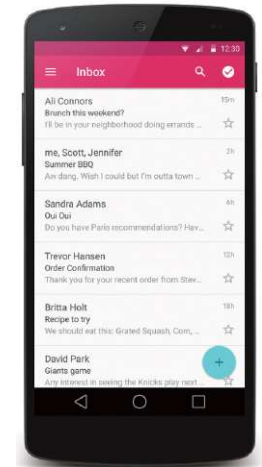 12:30
Inbox
Ali Connors 15m
Brunch this weekend?
I'll be in your neighborhood doing errands ...
me, Scott, Jennifer 2h
Summer BBQ
Aw dang. Wish I could but I'm outta town ...
Sandra Adams 6h
Oui Oui
Do you have Paris recommendations? Hav...
Trevor Hansen 12h
Order Confirmation
Thank you for your recent order from Stev...
Britta Holt 18h
Recipe to try
We should eat this: Grated Squash, Corn, ...
David Park
Giants game
Any interest in seeing the Knicks play next